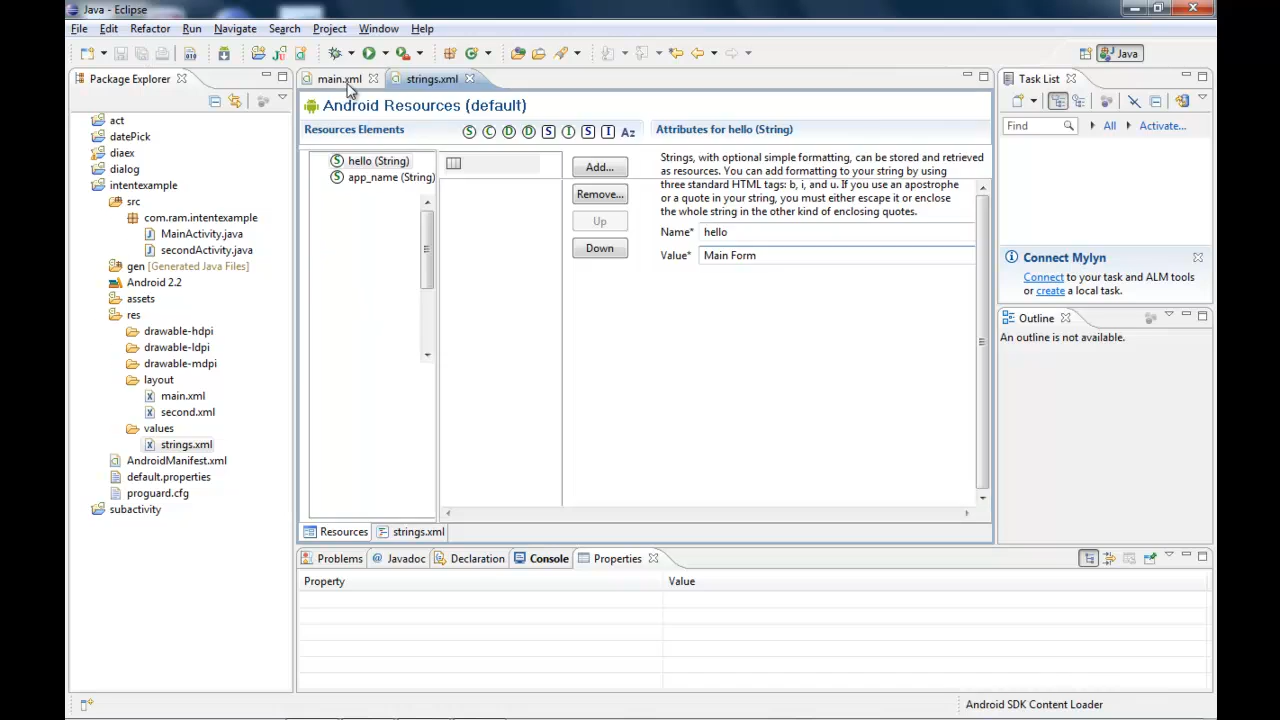 Java - Eclipse
File Edit Refactor Run Navigate Search Project Window Help
Java
Package Explorer
act
datePick
diaex
dialog
intentexample
src
com.ram.intentexample
MainActivity.java
secondActivity.java
gen [Generated Java Files]
Android 2.2
assets
res
drawable-hdpi
drawable-ldpi
drawable-mdpi
layout
main.xml
second.xml
values
strings.xml
AndroidManifest.xml
default.properties
proguard.cfg
subactivity
main.xml strings.xml
Android Resources (default)
Resources Elements
S C D D S I S I Az
Attributes for hello (String)
S hello (String)
S app_name (String)
Add...
Remove...
Up
Down
Strings, with optional simple formatting, can be stored and retrieved
as resources. You can add formatting to your string by using
three standard HTML tags: b, i, and u. If you use an apostrophe
or a quote in your string, you must either escape it or enclose
the whole string in the other kind of enclosing quotes.
Name* hello
Value* Main Form
Resources strings.xml
Task List
Find All Activate...
Connect Mylyn
Connect to your task and ALM tools
or create a local task.
Outline
An outline is not available.
Problems @ Javadoc Declaration Console Properties
Property Value
Android SDK Content Loader